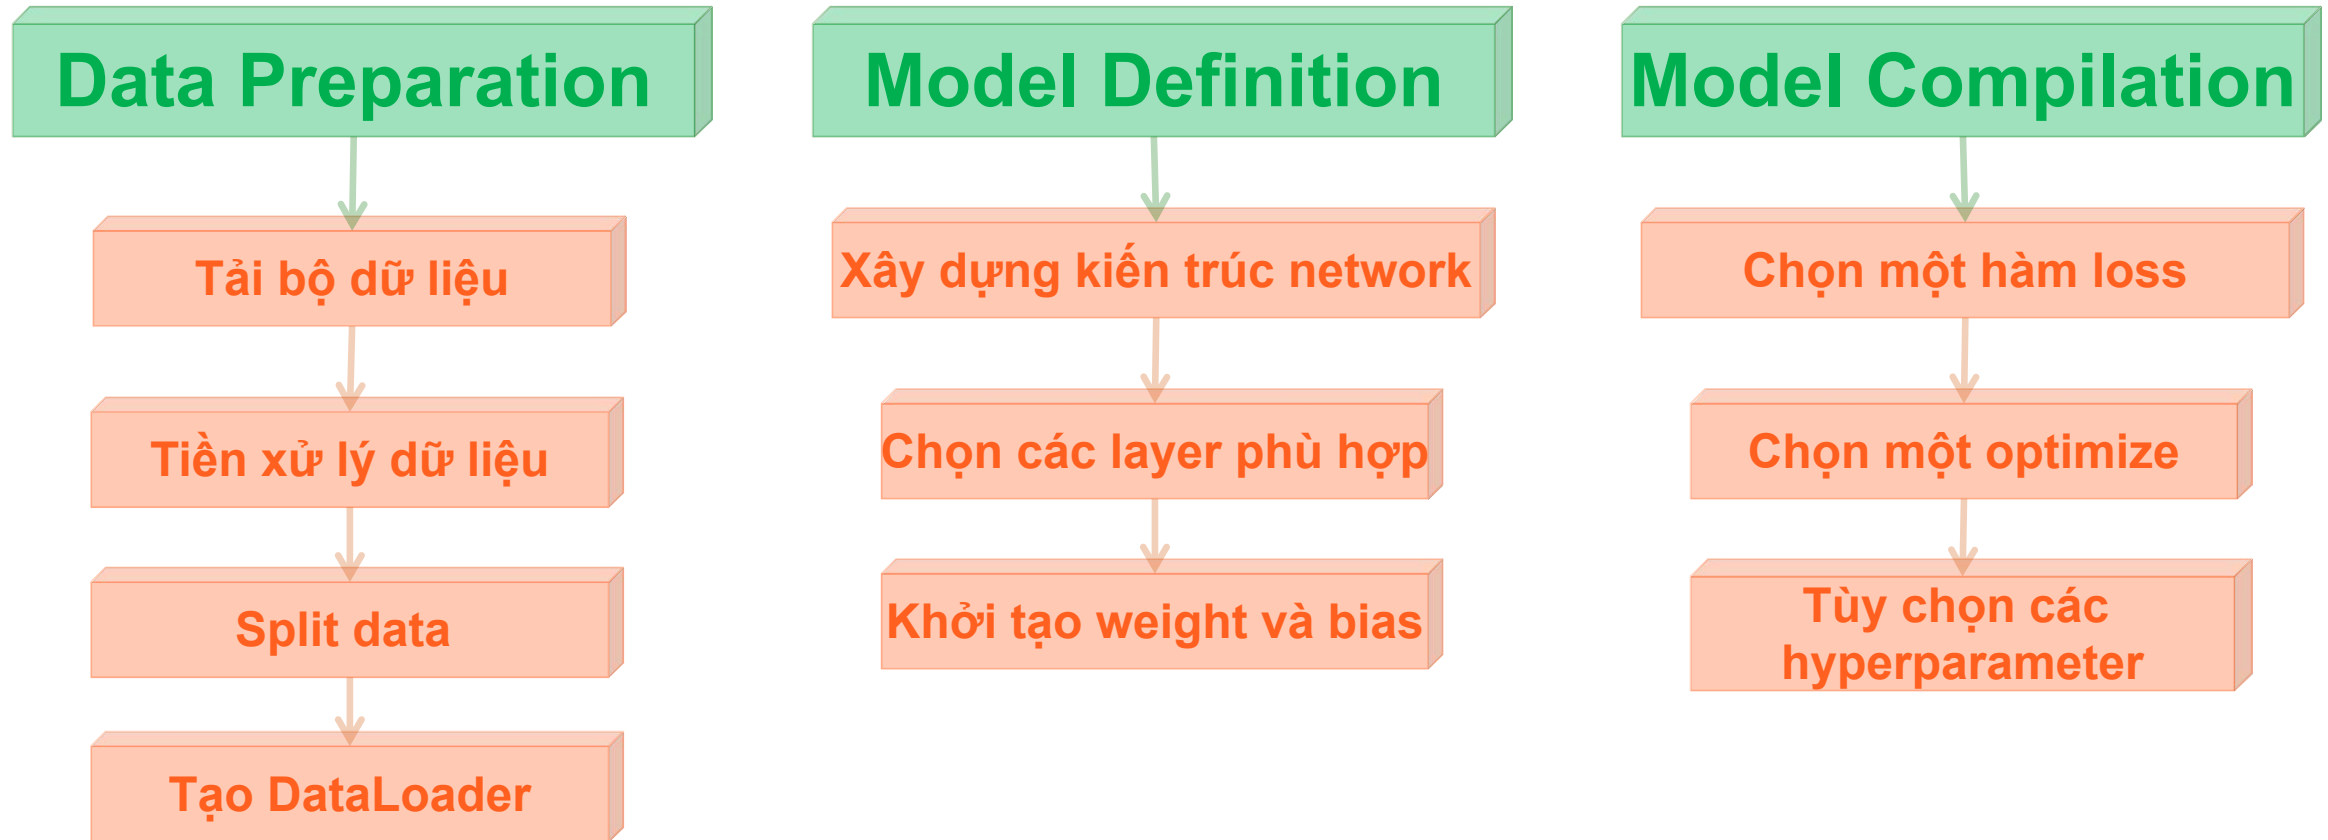 Data Preparation
Tải bộ dữ liệu
Tiền xử lý dữ liệu
Split data
Tạo DataLoader
Model Definition
Xây dựng kiến trúc network
Chọn các layer phù hợp
Khởi tạo weight và bias
Model Compilation
Chọn một hàm loss
Chọn một optimize
Tùy chọn các
hyperparameter